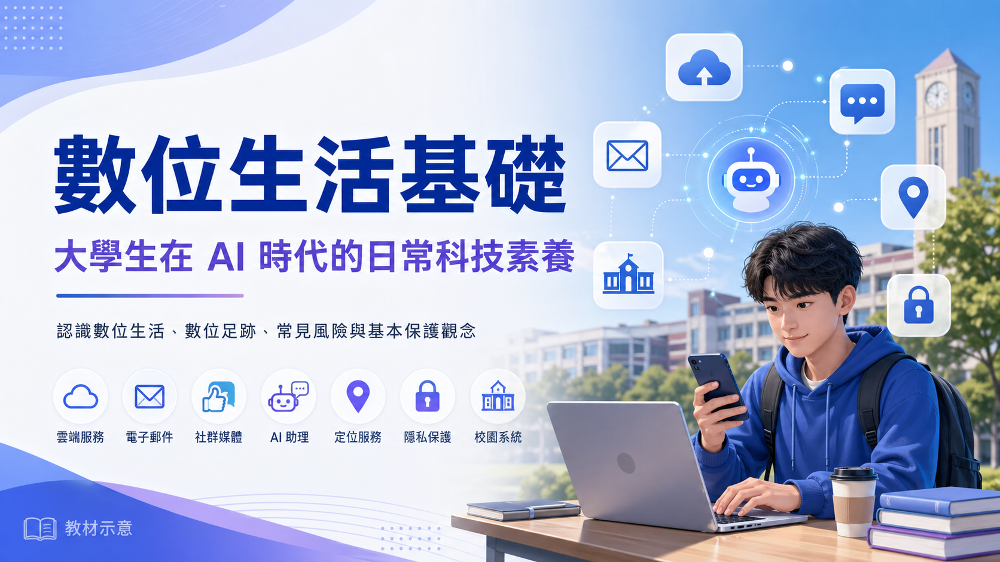 數位生活基礎
大學生在 AI 時代的日常科技素養
認識數位生活、數位足跡、常見風險與基本保護觀念
雲端服務
電子郵件
社群媒體
AI 助理
定位服務
隱私保護
校園系統
教材示意